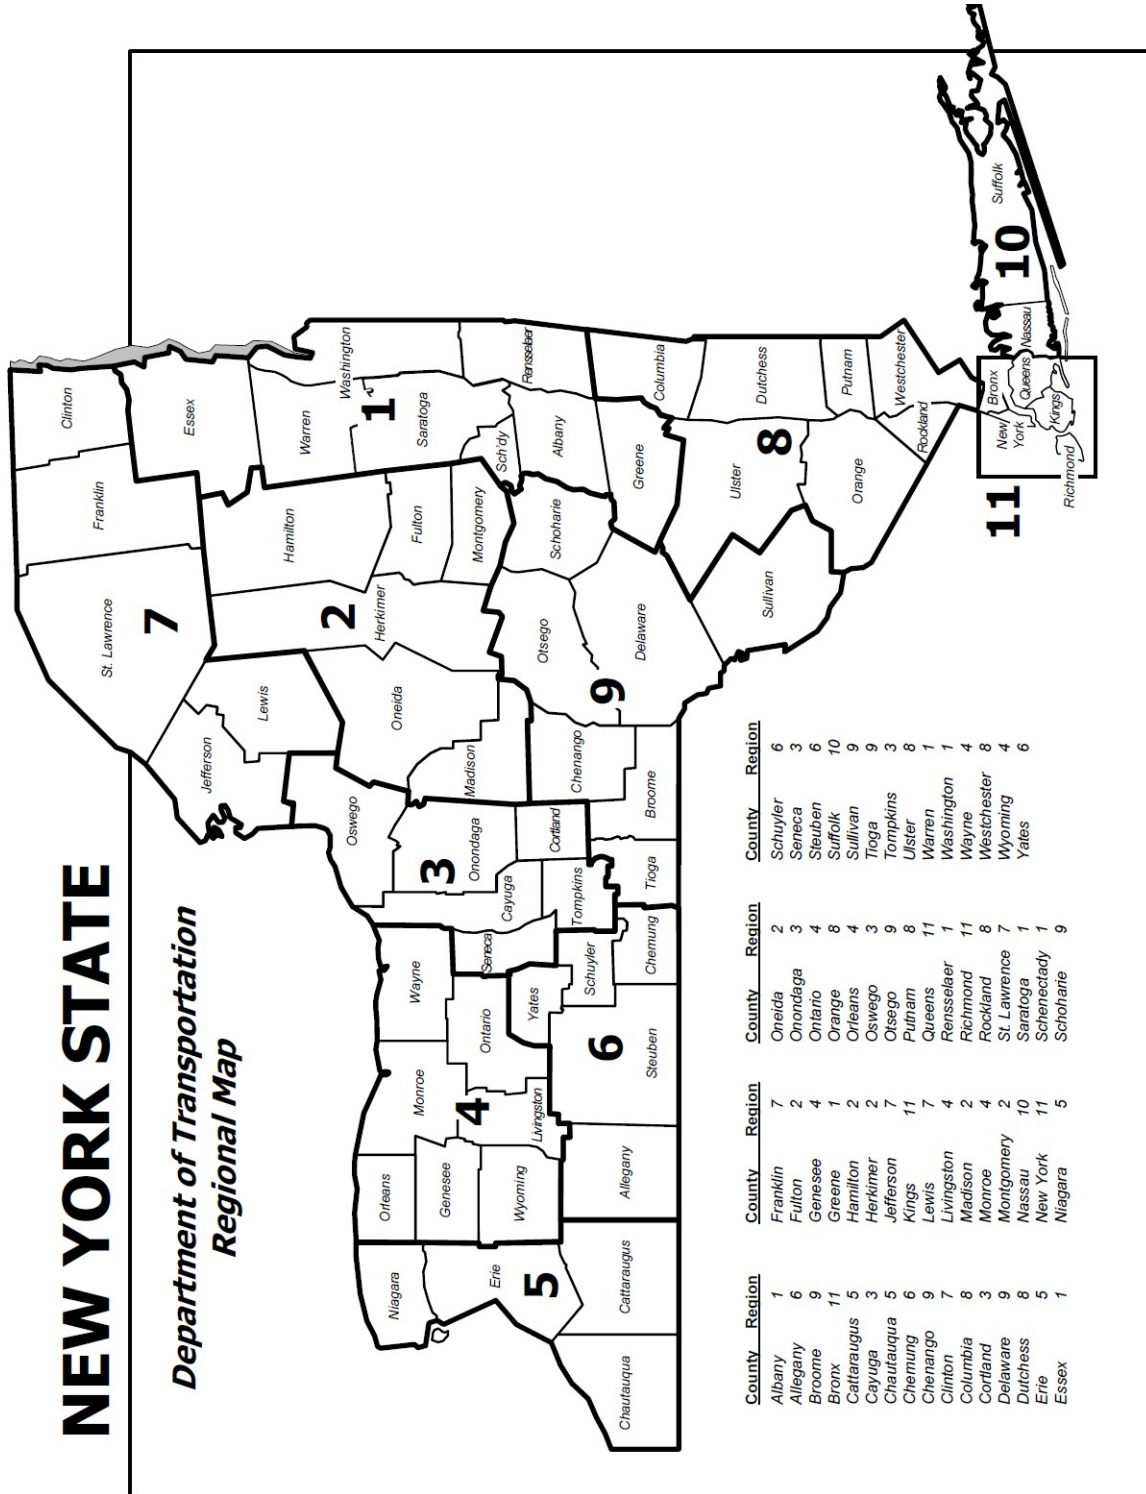 NEW YORK STATE
Department of Transportation
Regional Map
Clinton
Franklin
Essex
St. Lawrence
7
Hamilton
Warren
Washington
1
Saratoga
Rensselaer
Sch'dy
Albany
Fulton
Montgomery
2
Herkimer
Lewis
Jefferson
Oneida
Oswego
Madison
3
Onondaga
Cayuga
Cortland
Tompkins
Seneca
Wayne
Ontario
Yates
Monroe
4
Livingston
Orleans
Genesee
Wyoming
Niagara
Erie
5
Chautauqua
Cattaraugus
Allegany
6
Steuben
Schuyler
Chemung
Tioga
Broome
Chenango
9
Otsego
Delaware
Schoharie
Sullivan
Greene
Columbia
Ulster
8
Dutchess
Orange
Putnam
Rockland
Westchester
11
Bronx
New
York
Queens
Kings
Richmond
Nassau
10
Suffolk
County Region
Albany 1
Allegany 6
Broome 9
Bronx 11
Cattaraugus 5
Cayuga 3
Chautauqua 5
Chemung 6
Chenango 9
Clinton 7
Columbia 8
Cortland 3
Delaware 9
Dutchess 8
Erie 5
Essex 1
County Region
Franklin 7
Fulton 2
Genesee 4
Greene 1
Hamilton 2
Herkimer 2
Jefferson 7
Kings 11
Lewis 7
Livingston 4
Madison 2
Monroe 4
Montgomery 2
Nassau 10
New York 11
Niagara 5
County Region
Oneida 2
Onondaga 3
Ontario 4
Orange 8
Orleans 4
Oswego 3
Otsego 9
Putnam 8
Queens 11
Rensselaer 1
Richmond 11
Rockland 8
St. Lawrence 7
Saratoga 1
Schenectady 1
Schoharie 9
County Region
Schuyler 6
Seneca 3
Steuben 6
Suffolk 10
Sullivan 9
Tioga 9
Tompkins 3
Ulster 8
Warren 1
Washington 1
Wayne 4
Westchester 8
Wyoming 4
Yates 6